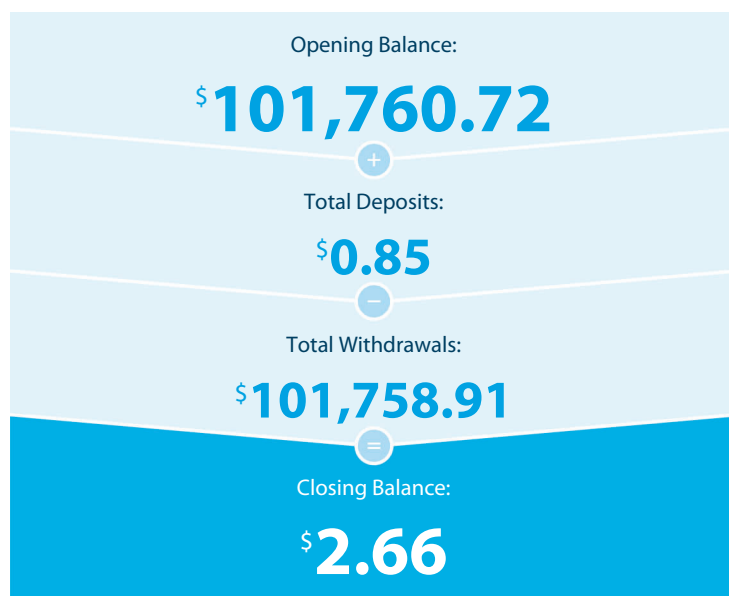 Opening Balance:
$101,760.72
+
Total Deposits:
$0.85
−
Total Withdrawals:
$101,758.91
=
Closing Balance:
$2.66